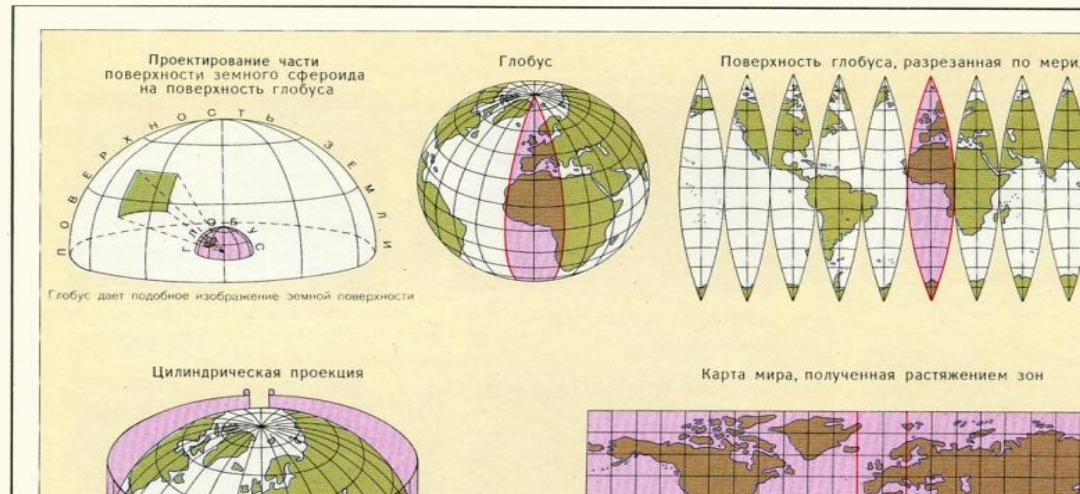 Проектирование части
поверхности земного сфероида
на поверхность глобуса
ПОВЕРХНОСТЬ ЗЕМЛИ
ГЛОБУС
Глобус дает подобное изображение земной поверхности
Глобус
Поверхность глобуса, разрезанная по
Цилиндрическая проекция
Карта мира, полученная растяжением зон